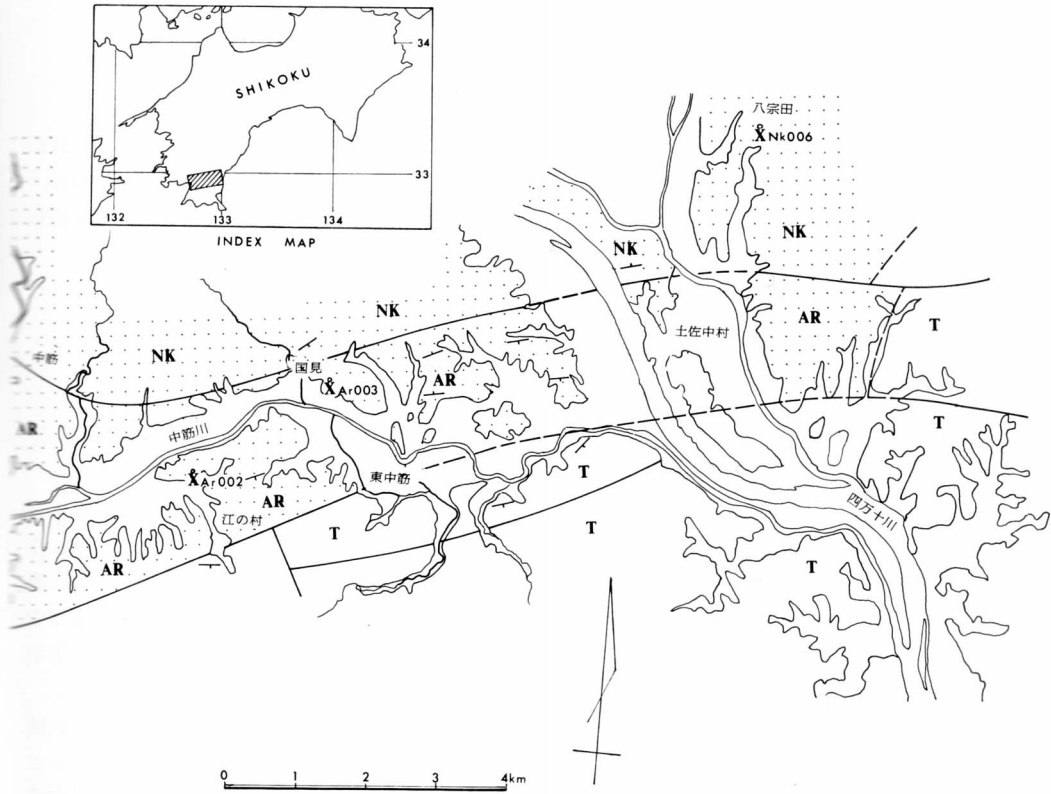 SHIKOKU
34
33
132
133
134
INDEX MAP
八宗田
Nk006
NK
NK
NK
NK
AR
土佐中村
T
中筋
国見
Ar003
AR
AR
中筋川
T
Ar002
東中筋
T
AR
江の村
T
T
四万十川
AR
T
0 1 2 3 4km